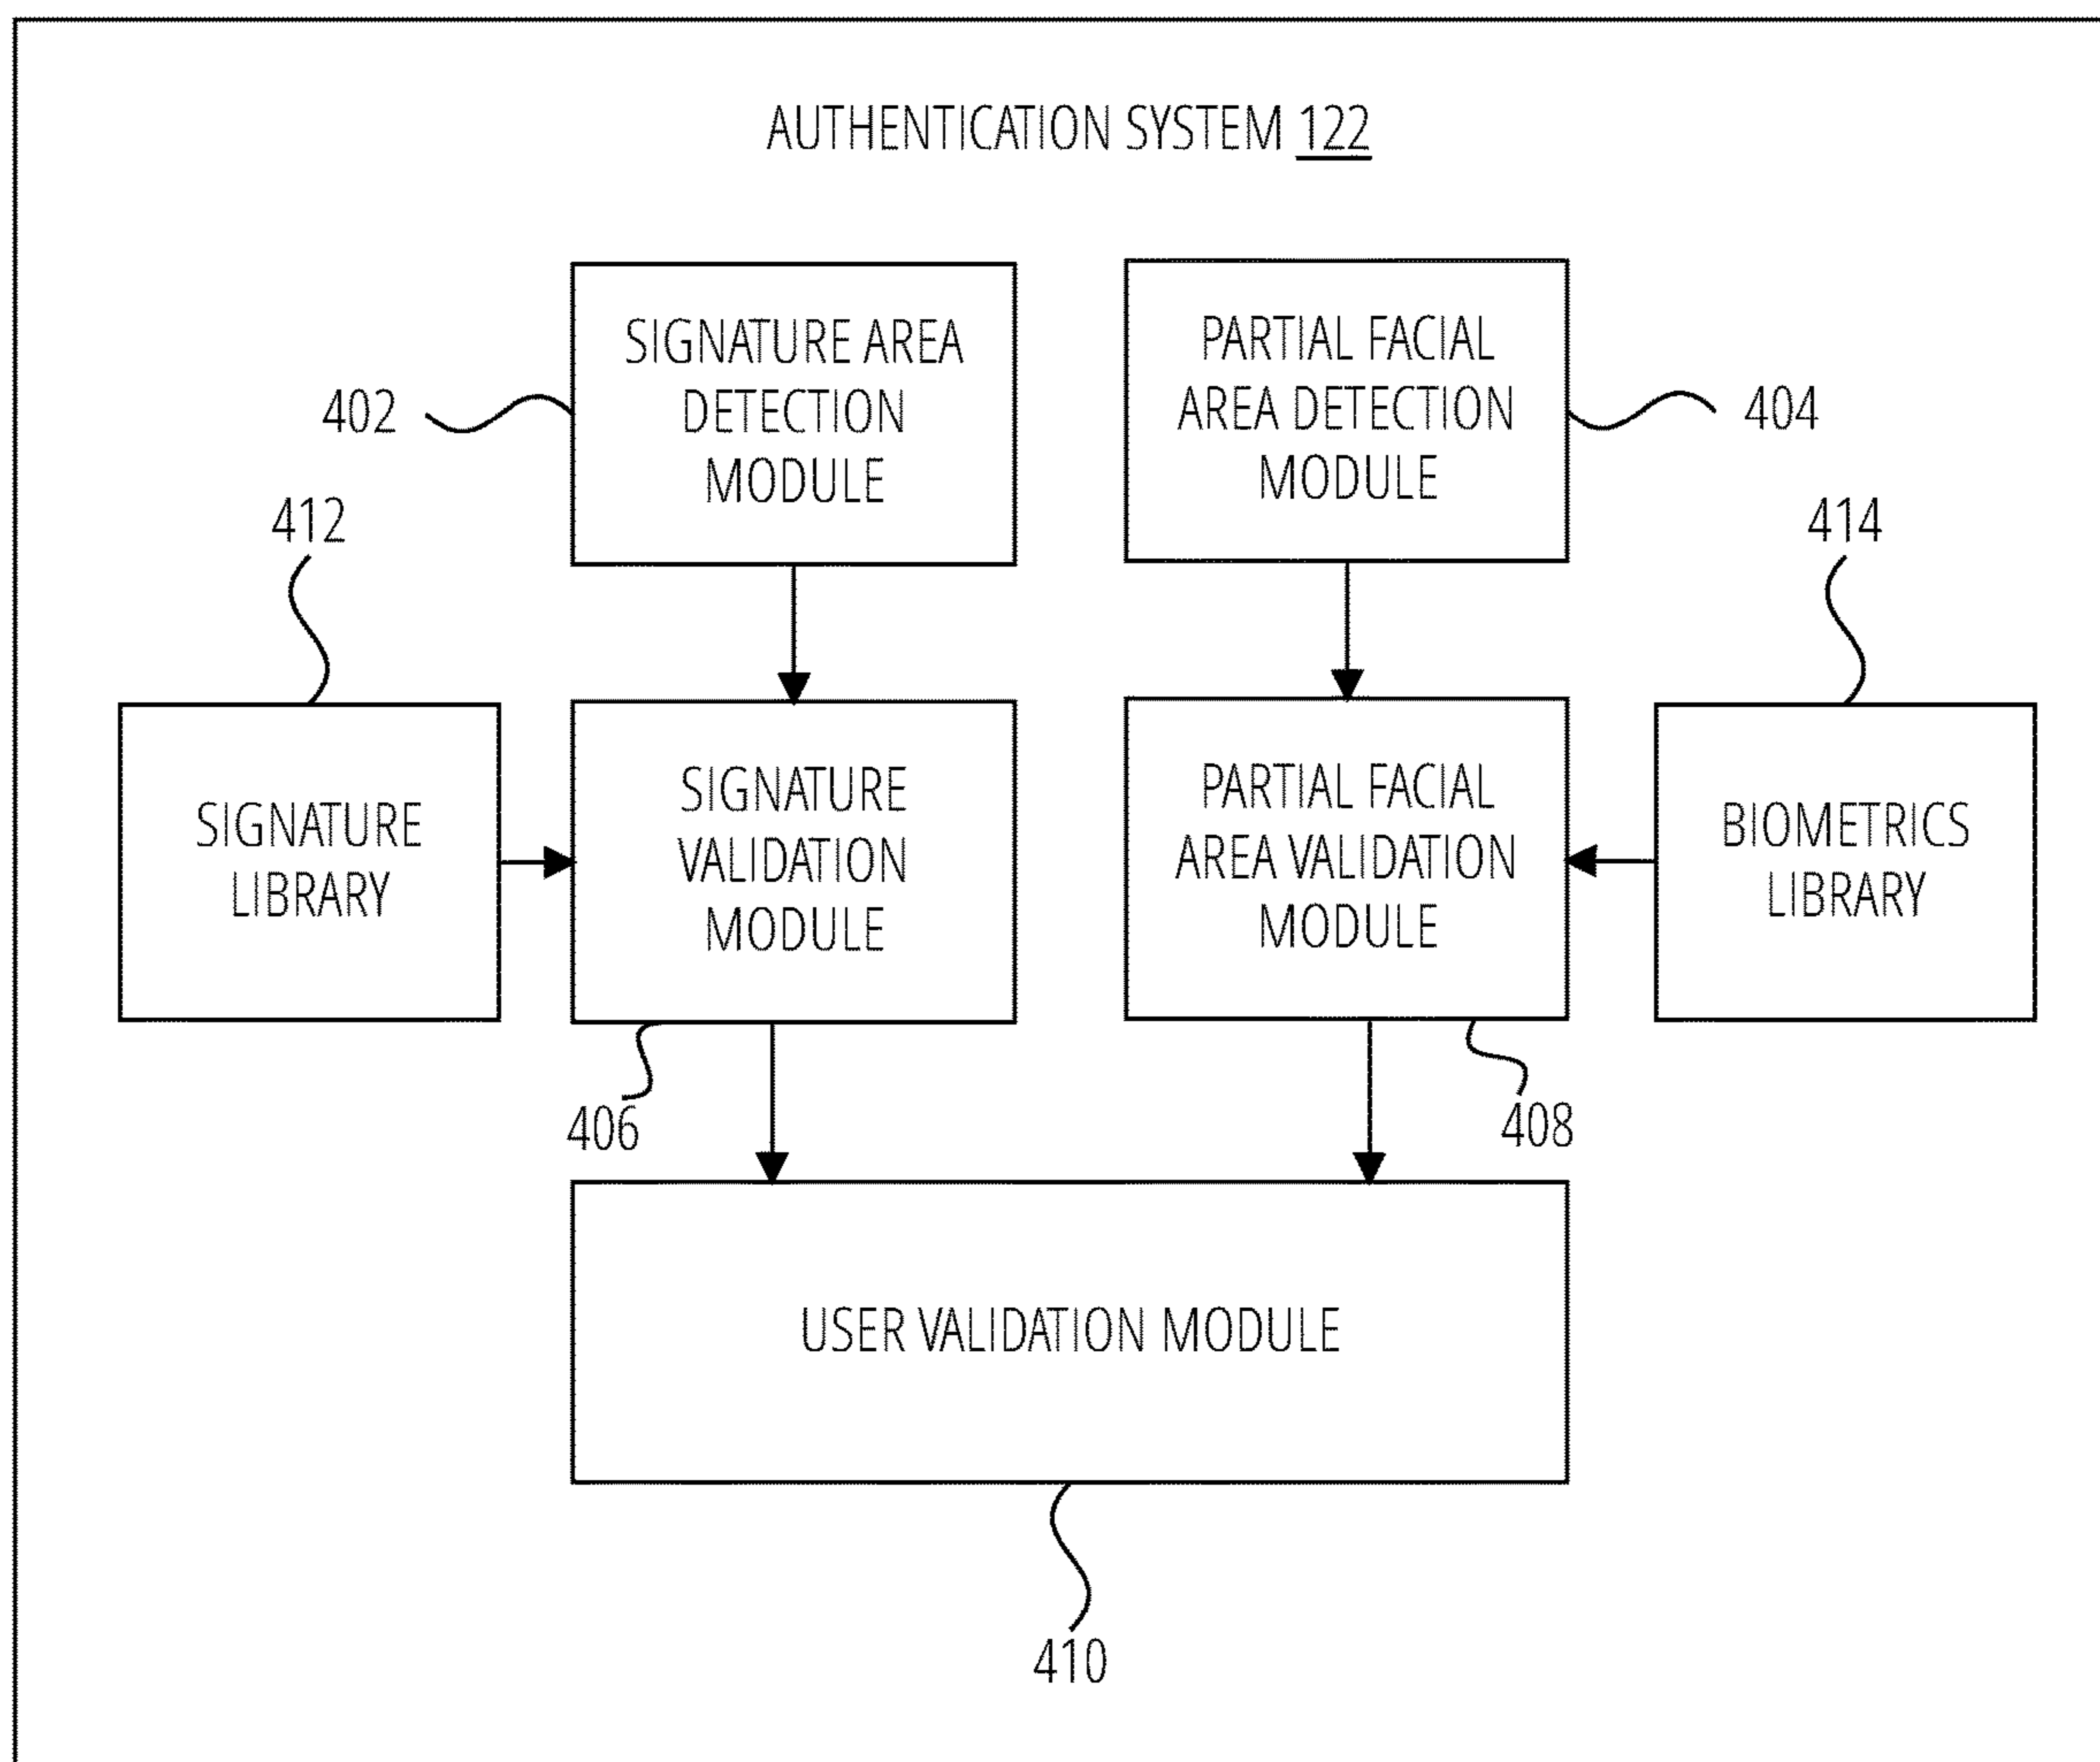 AUTHENTICATION SYSTEM 122
SIGNATURE AREA
DETECTION
MODULE
PARTIAL FACIAL
AREA DETECTION
MODULE
402
404
412
414
SIGNATURE
LIBRARY
SIGNATURE
VALIDATION
MODULE
PARTIAL FACIAL
AREA VALIDATION
MODULE
BIOMETRICS
LIBRARY
406
408
USER VALIDATION MODULE
410